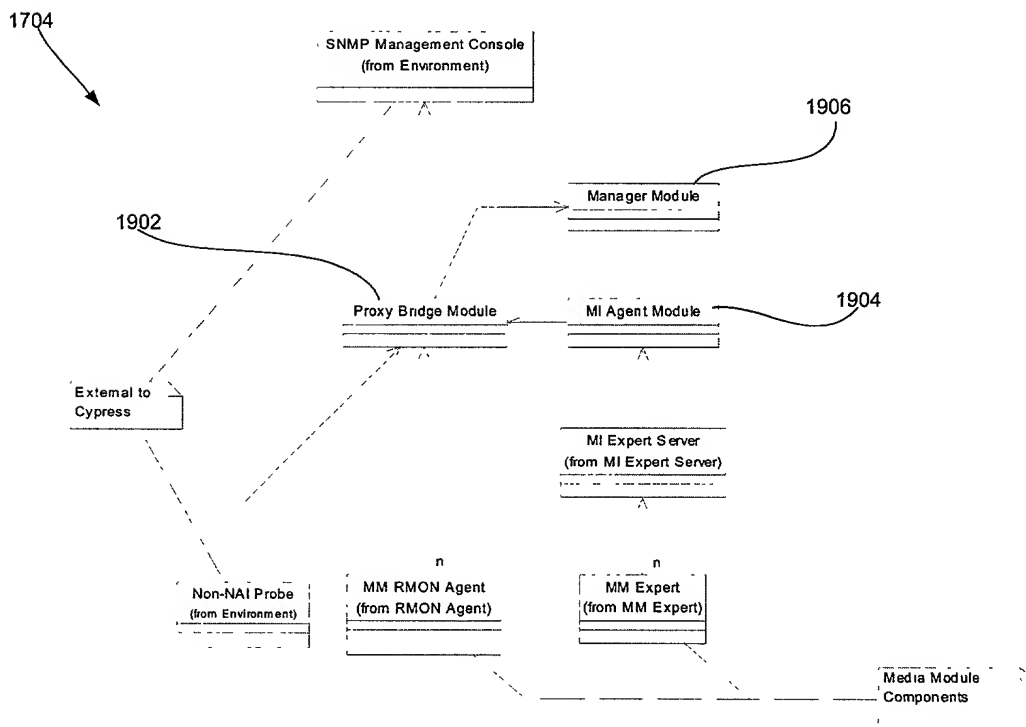 1704
SNMP Management Console
(from Environment)
1906
Manager Module
1902
Proxy Bridge Module
MI Agent Module
1904
External to
Cypress
MI Expert Server
(from MI Expert Server)
n
n
Non-NAI Probe
(from Environment)
MM RMON Agent
(from RMON Agent)
MM Expert
(from MM Expert)
Media Module
Components